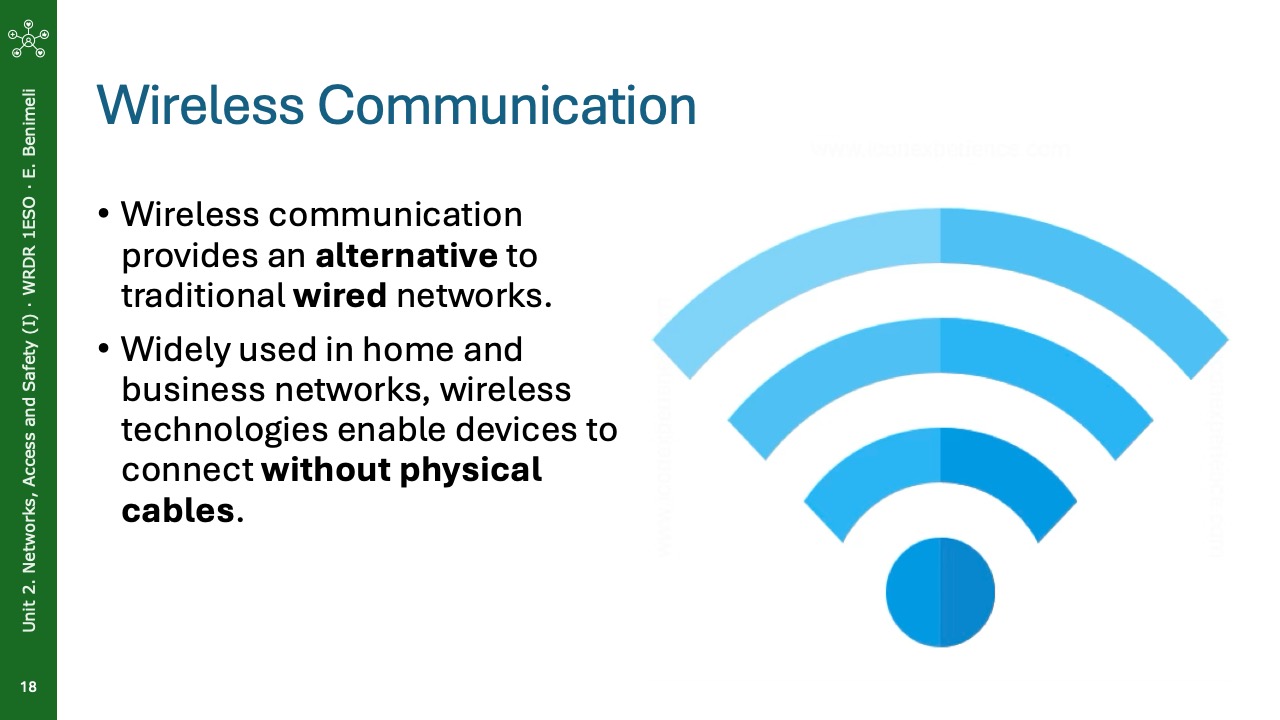 Unit 2. Networks, Access and Safety (I) · WRDR 1ESO · E. Benimeli
18
Wireless Communication
• Wireless communication
provides an alternative to
traditional wired networks.
• Widely used in home and
business networks, wireless
technologies enable devices to
connect without physical
cables.